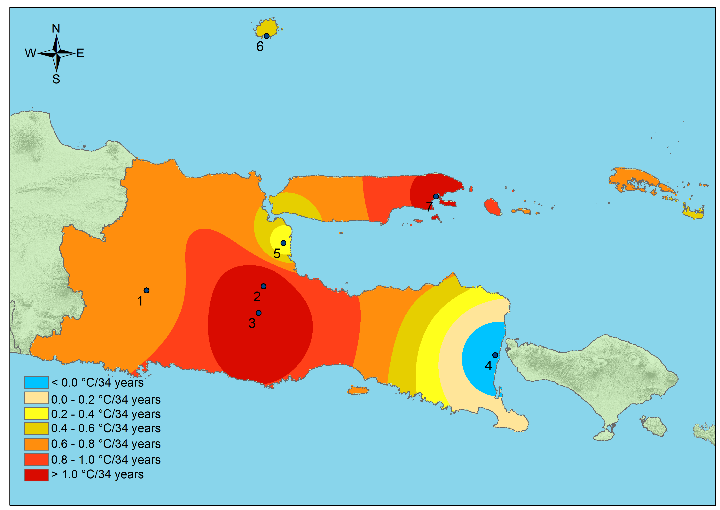 N
W E
S
6
7
5
1
2
3
4
< 0.0 °C/34 years
0.0 - 0.2 °C/34 years
0.2 - 0.4 °C/34 years
0.4 - 0.6 °C/34 years
0.6 - 0.8 °C/34 years
0.8 - 1.0 °C/34 years
> 1.0 °C/34 years